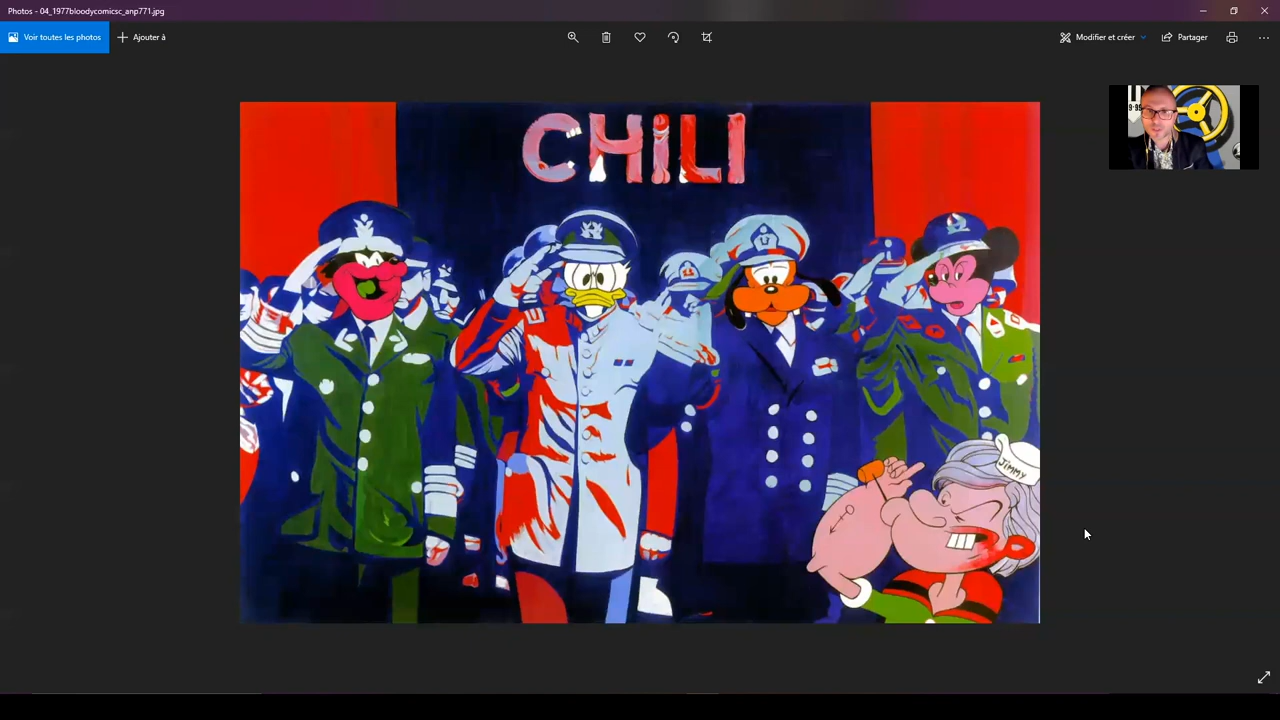 Photos - 04_1977bloodycomicsc_anp771.jpg
Voir toutes les photos
Ajouter à
Modifier et créer
Partager
CHiLI
JiMMY